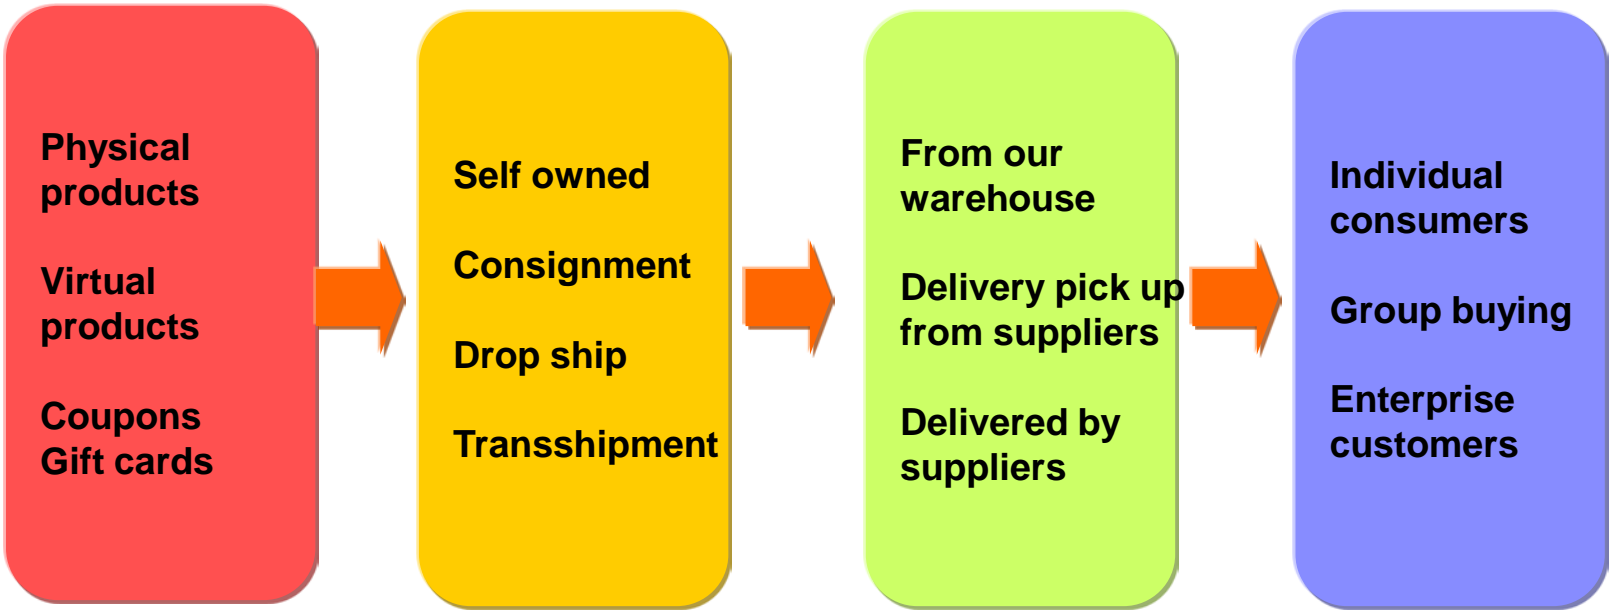 Physical
products
Virtual
products
Coupons
Gift cards
Self owned
Consignment
Drop ship
Transshipment
From our
warehouse
Delivery pick up
from suppliers
Delivered by
suppliers
Individual
consumers
Group buying
Enterprise
customers